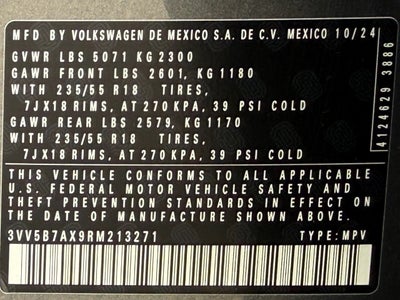 MFD BY VOLKSWAGEN DE MEXICO S.A. DE C.V. MEXICO 10/24
GVWR LBS 5071 KG 2300
GAWR FRONT LBS 2601, KG 1180
WITH 235/55 R18 TIRES,
7JX18 RIMS, AT 270 KPA, 39 PSI COLD
GAWR REAR LBS 2579, KG 1170
WITH 235/55 R18 TIRES,
7JX18 RIMS, AT 270 KPA, 39 PSI COLD
4124629 3886
THIS VEHICLE CONFORMS TO ALL APPLICABLE
U.S. FEDERAL MOTOR VEHICLE SAFETY AND
THEFT PREVENTION STANDARDS IN EFFECT ON
THE DATE OF MANUFACTURE SHOWN ABOVE.
3VV5B7AX9RM213271 TYPE: MPV